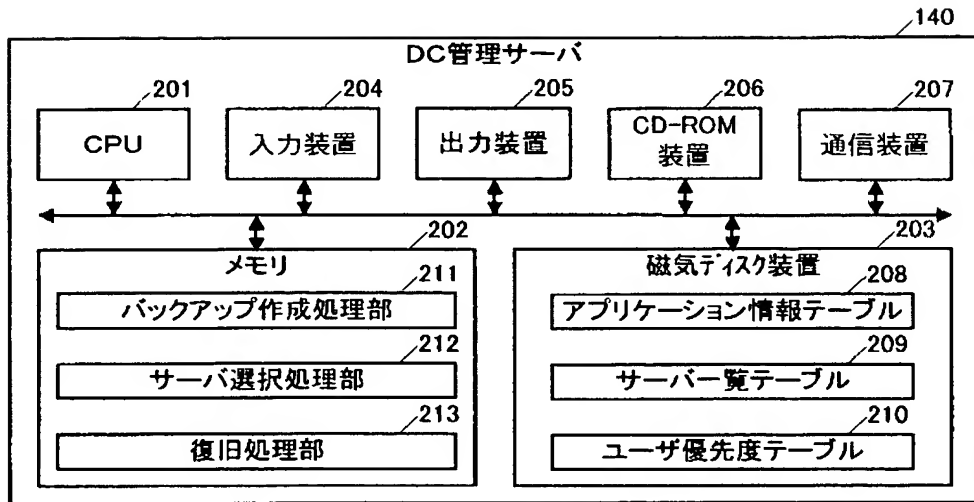 140
DC管理サーバ
201
204
205
206
207
CPU
入力装置
出力装置
CD-ROM
装置
通信装置
202
203
メモリ
磁気ディスク装置
211
208
バックアップ作成処理部
アプリケーション情報テーブル
212
209
サーバ選択処理部
サーバ一覧テーブル
213
210
復旧処理部
ユーザ優先度テーブル